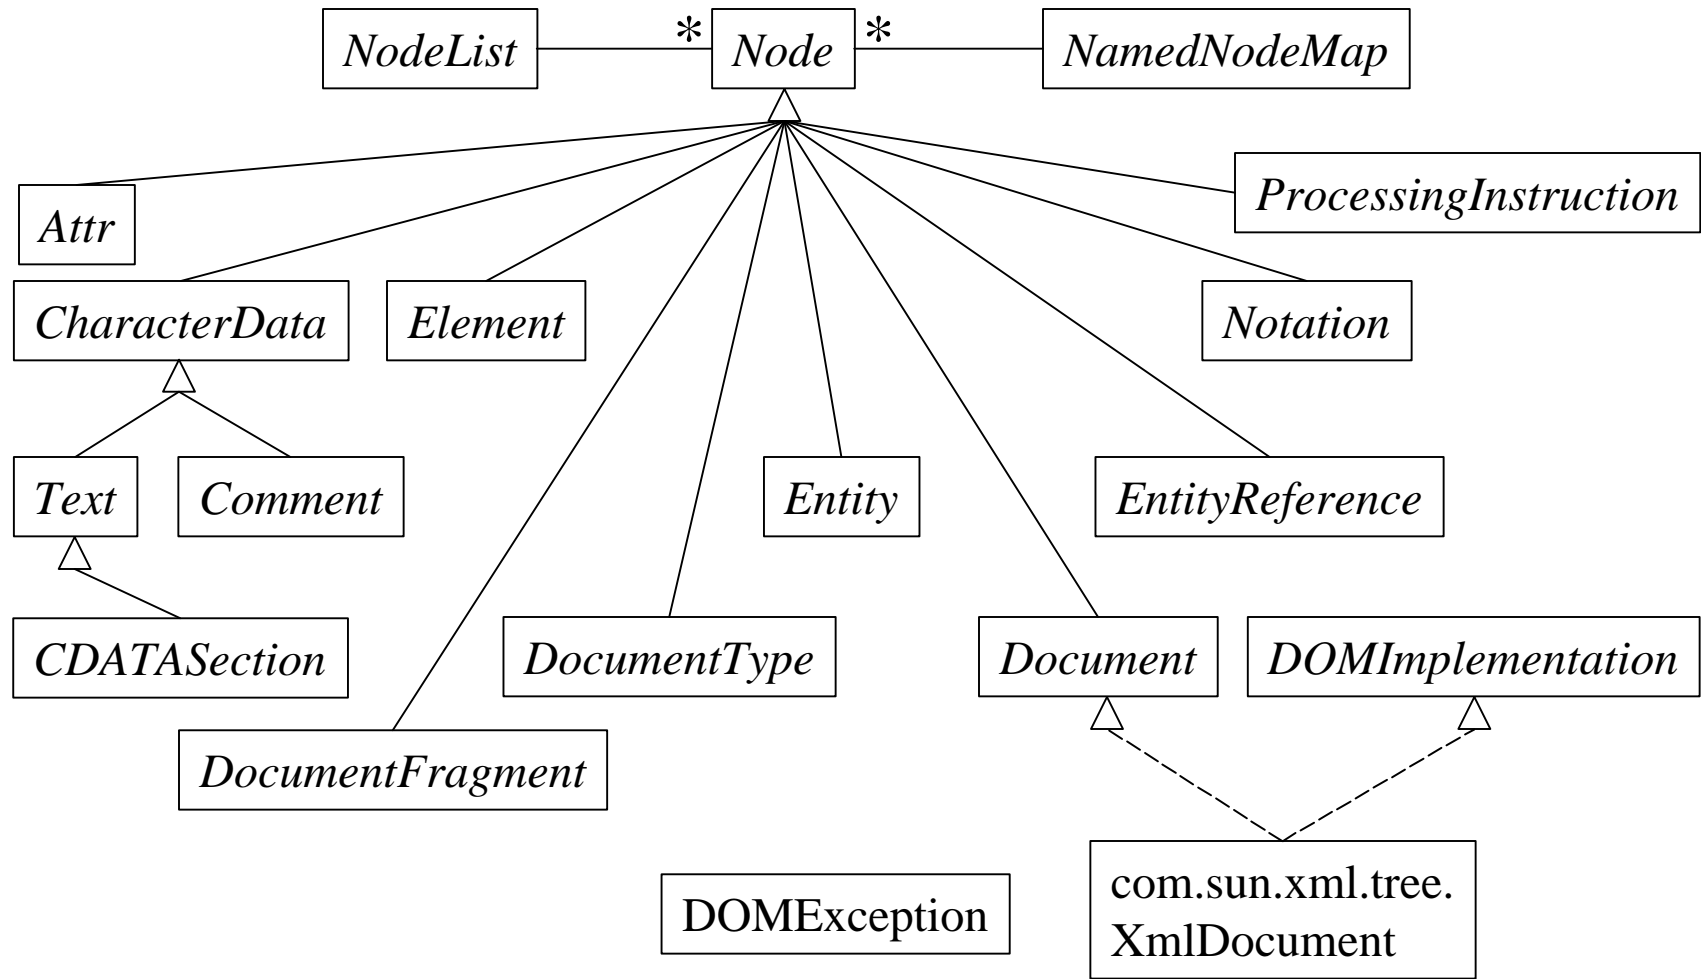 NodeList * Node * NamedNodeMap
ProcessingInstruction
Attr
CharacterData Element Notation
Text Comment Entity EntityReference
CDATASection DocumentType Document DOMImplementation
DocumentFragment
com.sun.xml.tree.
DOMException
XmlDocument